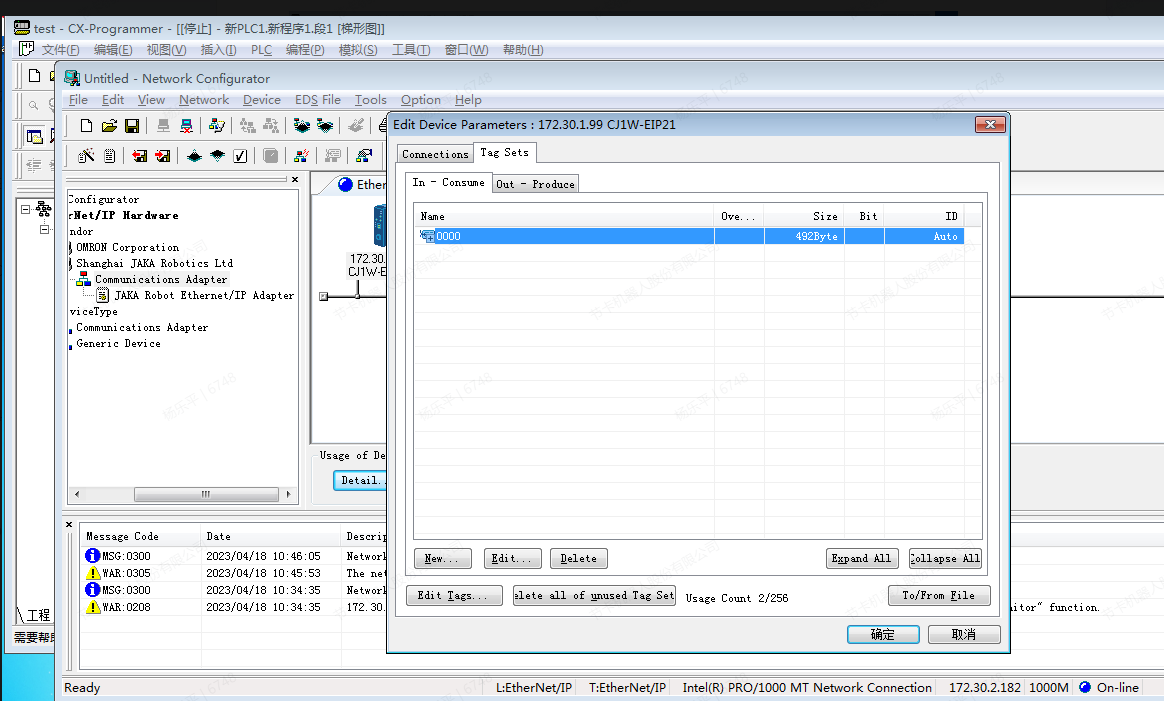 test - CX-Programmer - [[停止] - 新PLC1.新程序1.段1 [梯形图]]
文件(F) 编辑(E) 视图(V) 插入(I) PLC 编程(P) 模拟(S) 工具(T) 窗口(W) 帮助(H)
Untitled - Network Configurator
File Edit View Network Device EDS File Tools Option Help
Edit Device Parameters : 172.30.1.99 CJ1W-EIP21
Connections Tag Sets
In - Consume Out - Produce
Name Ove... Size Bit ID
0000 492Byte Auto
Configurator
rNet/IP Hardware
ndor
OMRON Corporation
Shanghai JAKA Robotics Ltd
Communications Adapter
JAKA Robot Ethernet/IP Adapter
viceType
Communications Adapter
Generic Device
Ether
172.30.
CJ1W-E
Usage of De
Detail..
New... Edit... Delete Expand All Collapse All
Edit Tags... elete all of unused Tag Set Usage Count 2/256 To/From File
确定 取消
Message Code Date Descrip
MSG:0300 2023/04/18 10:46:05 Network
WAR:0305 2023/04/18 10:45:53 The net
MSG:0300 2023/04/18 10:34:35 Network
WAR:0208 2023/04/18 10:34:35 172.30. itor" function.
工程
需要帮
Ready L:EtherNet/IP T:EtherNet/IP Intel(R) PRO/1000 MT Network Connection 172.30.2.182 1000M On-line